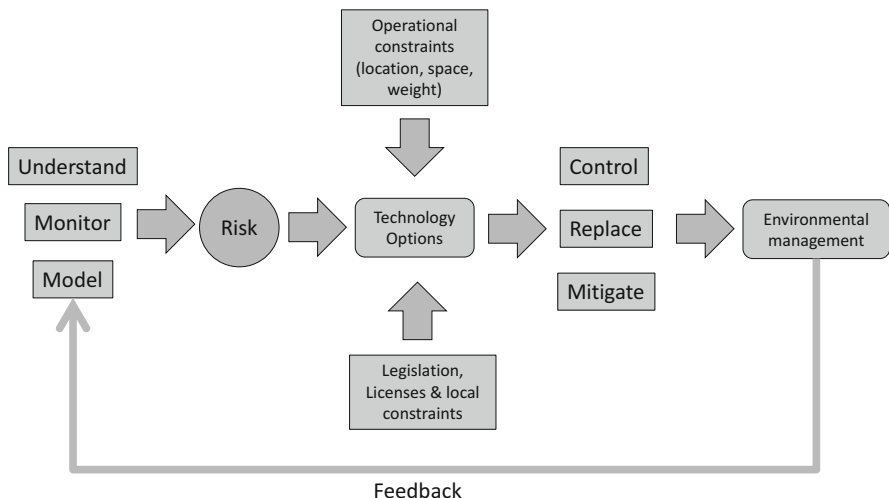 Operational
constraints
(location, space,
weight)
Understand
Monitor
Model
Risk
Technology
Options
Control
Replace
Mitigate
Environmental
management
Legislation,
Licenses & local
constraints
Feedback